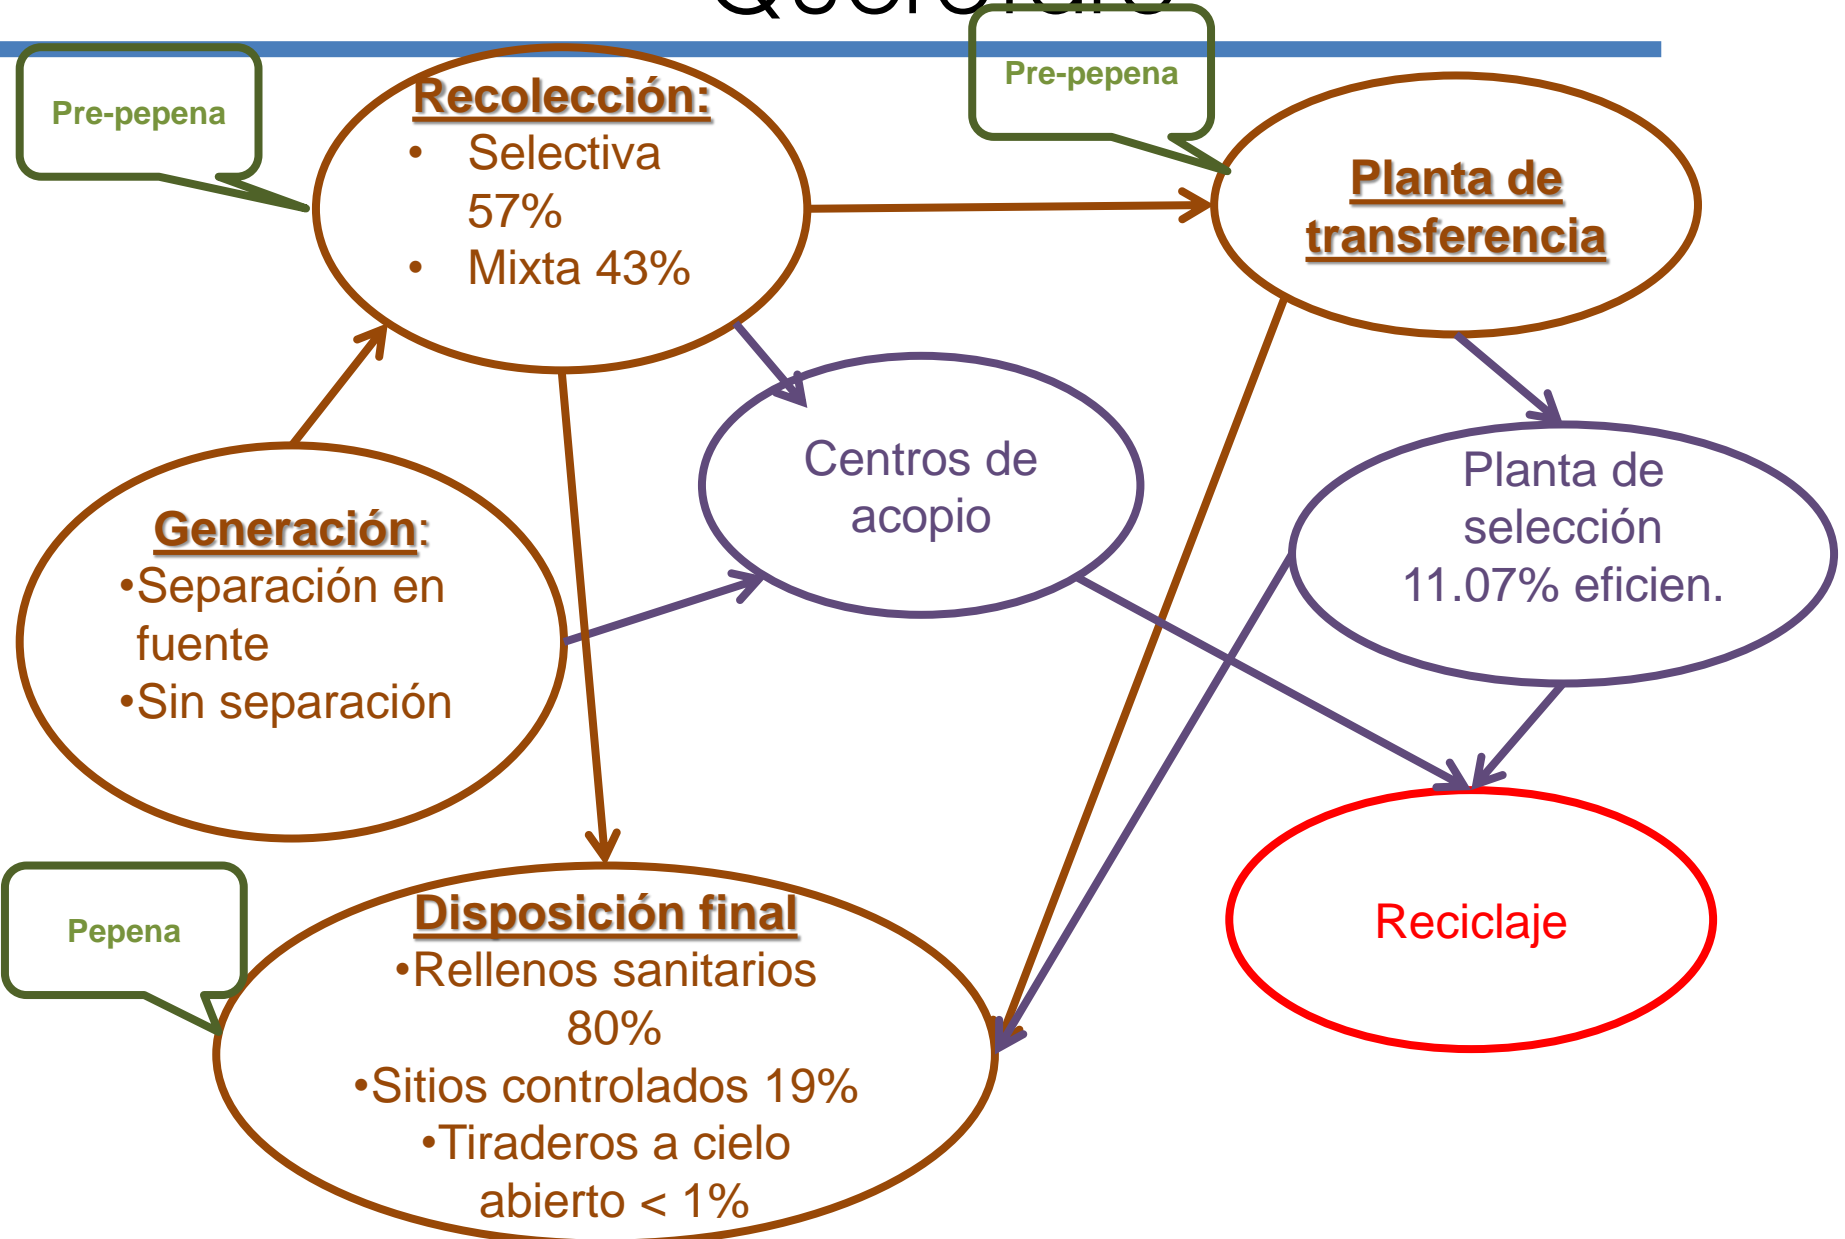 Querétaro
Pre-pepena
Recolección:
• Selectiva
57%
• Mixta 43%
Pre-pepena
Planta de
transferencia
Centros de
acopio
Planta de
selección
11.07% eficien.
Generación:
•Separación en
fuente
•Sin separación
Pepena
Disposición final
•Rellenos sanitarios
80%
•Sitios controlados 19%
•Tiraderos a cielo
abierto < 1%
Reciclaje